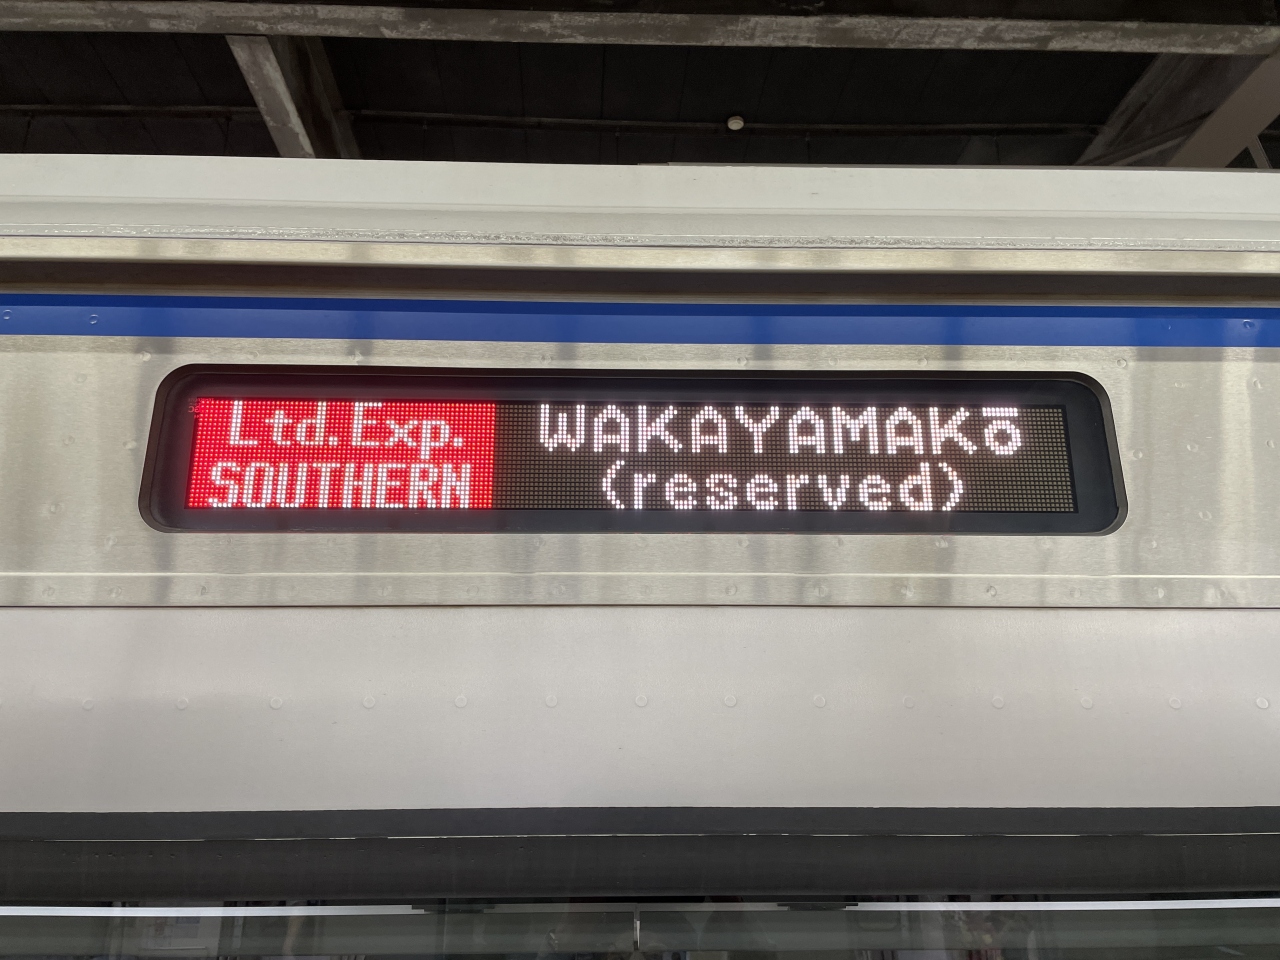 Ltd.Exp.
SOUTHERN
WAKAYAMAKō
(reserved)